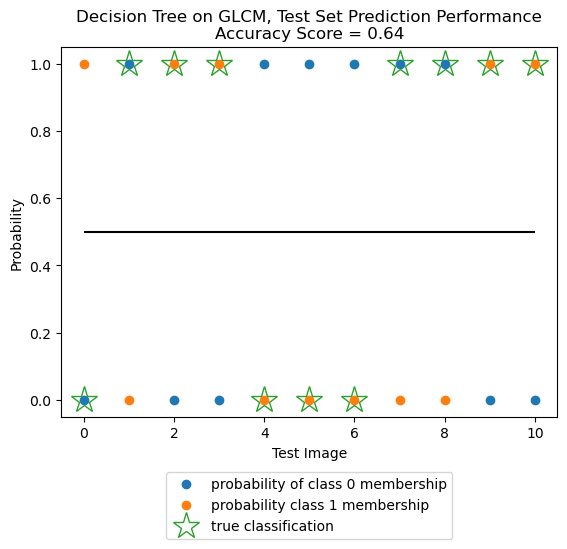 Decision Tree on GLCM, Test Set Prediction Performance
Accuracy Score = 0.64
1.0
0.8
0.6
0.4
0.2
0.0
Probability
0 2 4 6 8 10
Test Image
probability of class 0 membership
probability class 1 membership
true classification